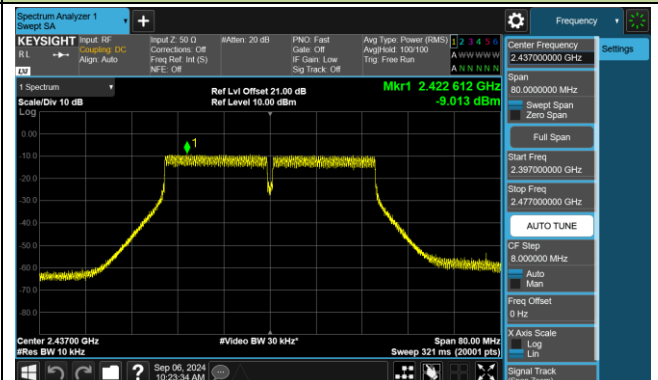 Spectrum Analyzer 1
Swept SA
+
Frequency
KEYSIGHT
RL
LXI
Input: RF
Coupling: DC
Align: Auto
Input Z: 50 Ω
Corrections: Off
Freq Ref: Int (S)
NFE: Off
#Atten: 20 dB
PNO: Fast
Gate: Off
IF Gain: Low
Sig Track: Off
Avg Type: Power (RMS)
Avg|Hold: 100/100
Trig: Free Run
1 2 3 4 5 6
A W W W W W
A N N N N N
1 Spectrum
Scale/Div 10 dB
Log
Ref Lvl Offset 21.00 dB
Ref Level 10.00 dBm
Mkr1 2.422 612 GHz
-9.013 dBm
0.00
-10.0
-20.0
-30.0
-40.0
-50.0
-60.0
-70.0
-80.0
1
Center 2.43700 GHz
#Res BW 10 kHz
#Video BW 30 kHz*
Span 80.00 MHz
Sweep 321 ms (20001 pts)
?
Sep 06, 2024
10:23:34 AM
Center Frequency
2.437000000 GHz
Span
80.0000000 MHz
Swept Span
Zero Span
Full Span
Start Freq
2.397000000 GHz
Stop Freq
2.477000000 GHz
AUTO TUNE
CF Step
8.000000 MHz
Auto
Man
Freq Offset
0 Hz
X Axis Scale
Log
Lin
Signal Track
Settings